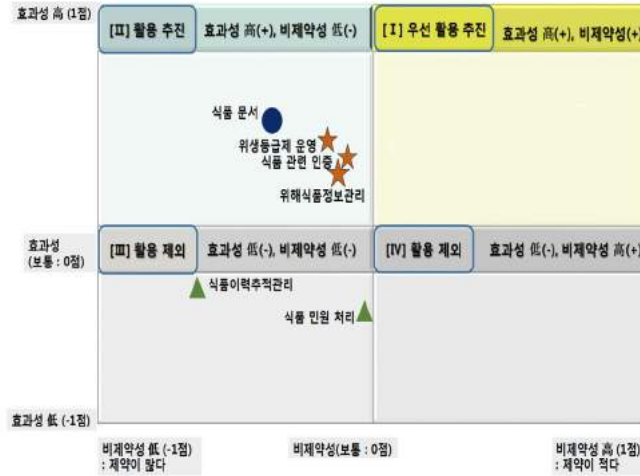 효과성 高 (1점)
[II] 활용 추진
효과성 高(+), 비제약성 低(-)
[I] 우선 활용 추진
효과성 高(+), 비제약성(+)
식품 문서
위생등급제 운영
식품 관련 인증
위해식품정보관리
효과성
(보통 : 0점)
[III] 활용 제외
효과성 低(-), 비제약성 低(-)
[IV] 활용 제외
효과성 低(-), 비제약성 高(+)
식품이력추적관리
식품 민원 처리
효과성 低 (-1점)
비제약성 低 (-1점)
: 제약이 많다
비제약성(보통 : 0점)
비제약성 高 (1점)
: 제약이 적다